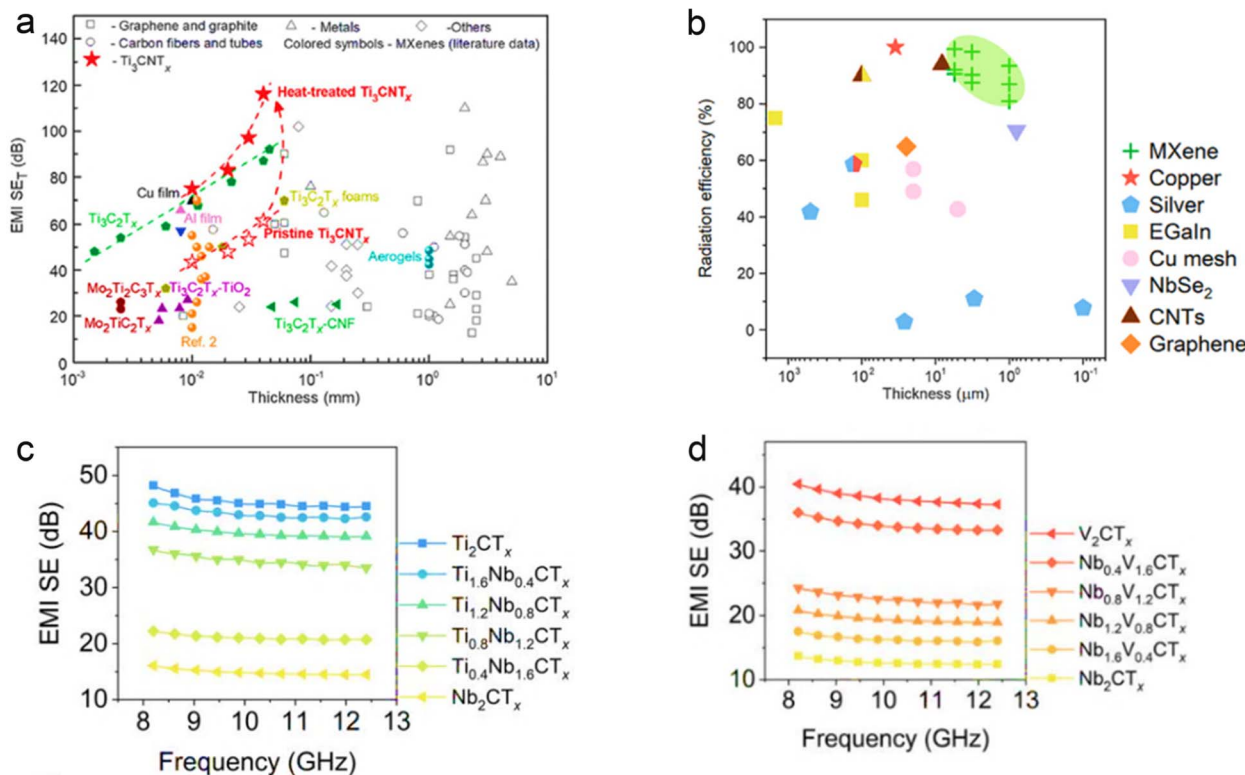 a
- Graphene and graphite - Metals - Others
- Carbon fibers and tubes Colored symbols - MXenes (literature data)
- Ti₃CNTₓ
140
120
100
80
60
40
20
0
EMI SE_T (dB)
Heat-treated Ti₃CNTₓ
Cu film
Ti₃C₂Tₓ foams
Ti₃C₂Tₓ
Al film
Pristine Ti₃CNTₓ
Aerogels
Mo₂Ti₂C₃Tₓ
Ti₃C₂Tₓ-TiO₂
Mo₂TiC₂Tₓ
Ti₃C₂Tₓ-CNF
Ref. 2
10⁻³ 10⁻² 10⁻¹ 10⁰ 10¹
Thickness (mm)
b
100
80
60
40
20
0
Radiation efficiency (%)
10³ 10² 10¹ 10⁰ 10⁻¹
Thickness (μm)
MXene
Copper
Silver
EGaIn
Cu mesh
NbSe₂
CNTs
Graphene
c
50
40
30
20
10
EMI SE (dB)
8 9 10 11 12 13
Frequency (GHz)
Ti₂CTₓ
Ti₁.₆Nb₀.₄CTₓ
Ti₁.₂Nb₀.₈CTₓ
Ti₀.₈Nb₁.₂CTₓ
Ti₀.₄Nb₁.₆CTₓ
Nb₂CTₓ
d
40
30
20
10
EMI SE (dB)
8 9 10 11 12 13
Frequency (GHz)
V₂CTₓ
Nb₀.₄V₁.₆CTₓ
Nb₀.₈V₁.₂CTₓ
Nb₁.₂V₀.₈CTₓ
Nb₁.₆V₀.₄CTₓ
Nb₂CTₓ